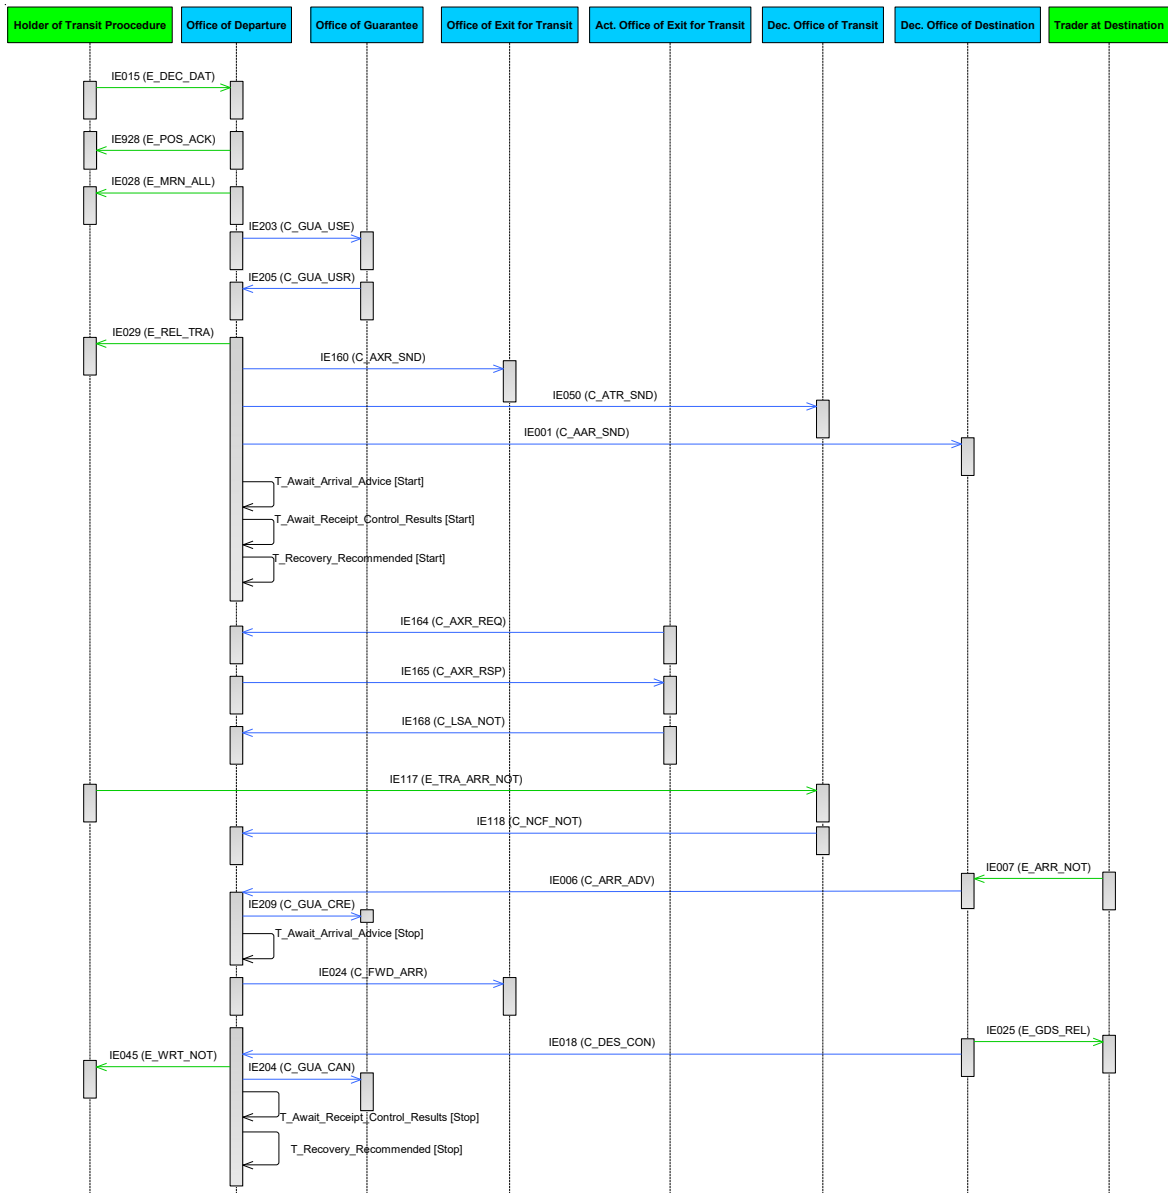 Holder of Transit Proocedure
Office of Departure
Office of Guarantee
Office of Exit for Transit
Act. Office of Exit for Transit
Dec. Office of Transit
Dec. Office of Destination
Trader at Destination
IE015 (E_DEC_DAT)
IE928 (E_POS_ACK)
IE028 (E_MRN_ALL)
IE203 (C_GUA_USE)
IE205 (C_GUA_USR)
IE029 (E_REL_TRA)
IE160 (C_AXR_SND)
IE050 (C_ATR_SND)
IE001 (C_AAR_SND)
T_Await_Arrival_Advice [Start]
T_Await_Receipt_Control_Results [Start]
T_Recovery_Recommended [Start]
IE164 (C_AXR_REQ)
IE165 (C_AXR_RSP)
IE168 (C_LSA_NOT)
IE117 (E_TRA_ARR_NOT)
IE118 (C_NCF_NOT)
IE007 (E_ARR_NOT)
IE006 (C_ARR_ADV)
IE209 (C_GUA_CRE)
T_Await_Arrival_Advice [Stop]
IE024 (C_FWD_ARR)
IE025 (E_GDS_REL)
IE018 (C_DES_CON)
IE045 (E_WRT_NOT)
IE204 (C_GUA_CAN)
T_Await_Receipt_Control_Results [Stop]
T_Recovery_Recommended [Stop]